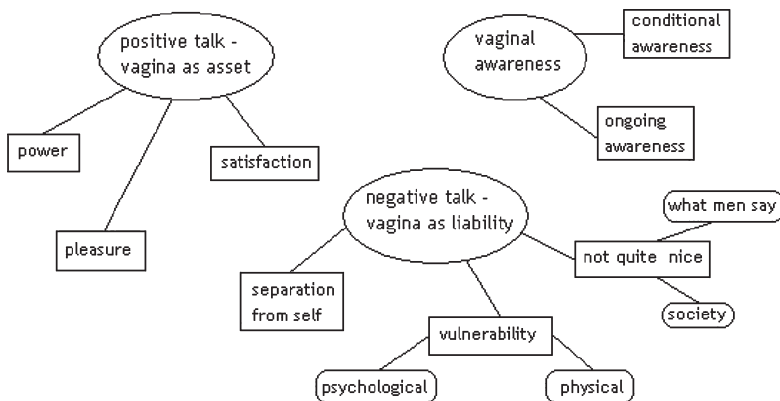 positive talk -
vagina as asset
power
pleasure
satisfaction
vaginal
awareness
conditional
awareness
ongoing
awareness
negative talk -
vagina as liability
separation
from self
vulnerability
psychological
physical
not quite nice
what men say
society